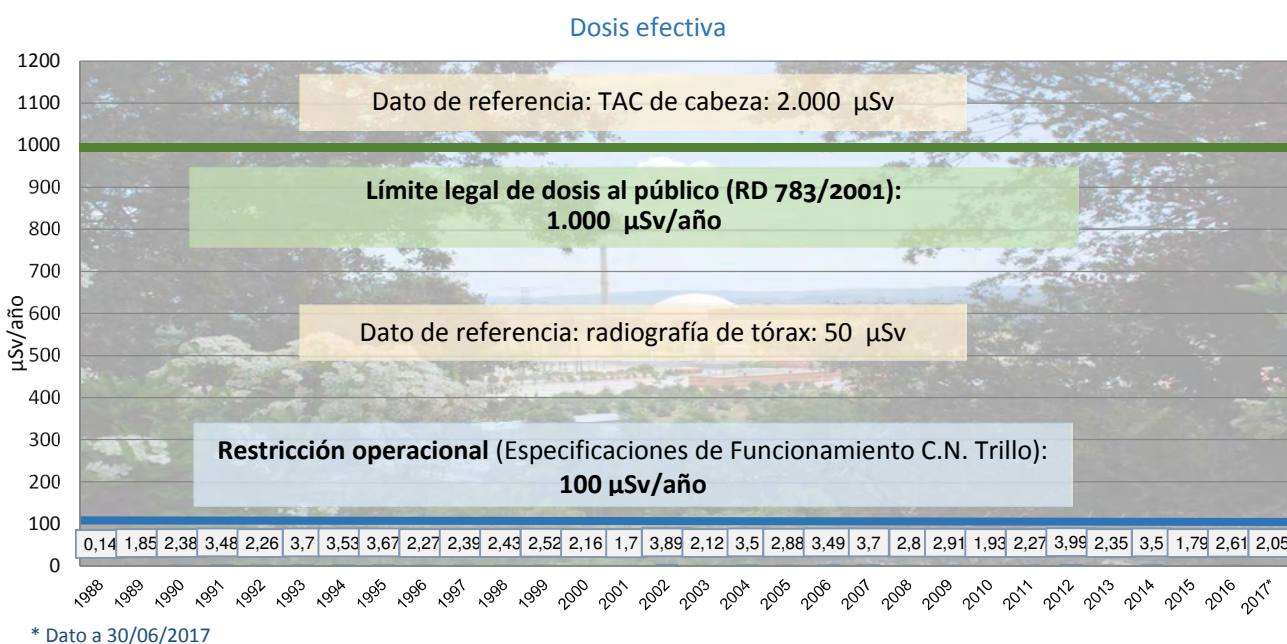 Dosis efectiva
1200
1100
1000
900
800
700
600
500
400
300
200
100
0
µSv/año
Dato de referencia: TAC de cabeza: 2.000 µSv
Límite legal de dosis al público (RD 783/2001):
1.000 µSv/año
Dato de referencia: radiografía de tórax: 50 µSv
Restricción operacional (Especificaciones de Funcionamiento C.N. Trillo):
100 µSv/año
0,14 1,85 2,38 3,48 2,26 3,7 3,53 3,67 2,27 2,39 2,43 2,52 2,16 1,7 3,89 2,12 3,5 2,88 3,49 3,7 2,8 2,91 1,93 2,27 3,99 2,35 3,5 1,79 2,61 2,05
1988 1989 1990 1991 1992 1993 1994 1995 1996 1997 1998 1999 2000 2001 2002 2003 2004 2005 2006 2007 2008 2009 2010 2011 2012 2013 2014 2015 2016 2017*
* Dato a 30/06/2017